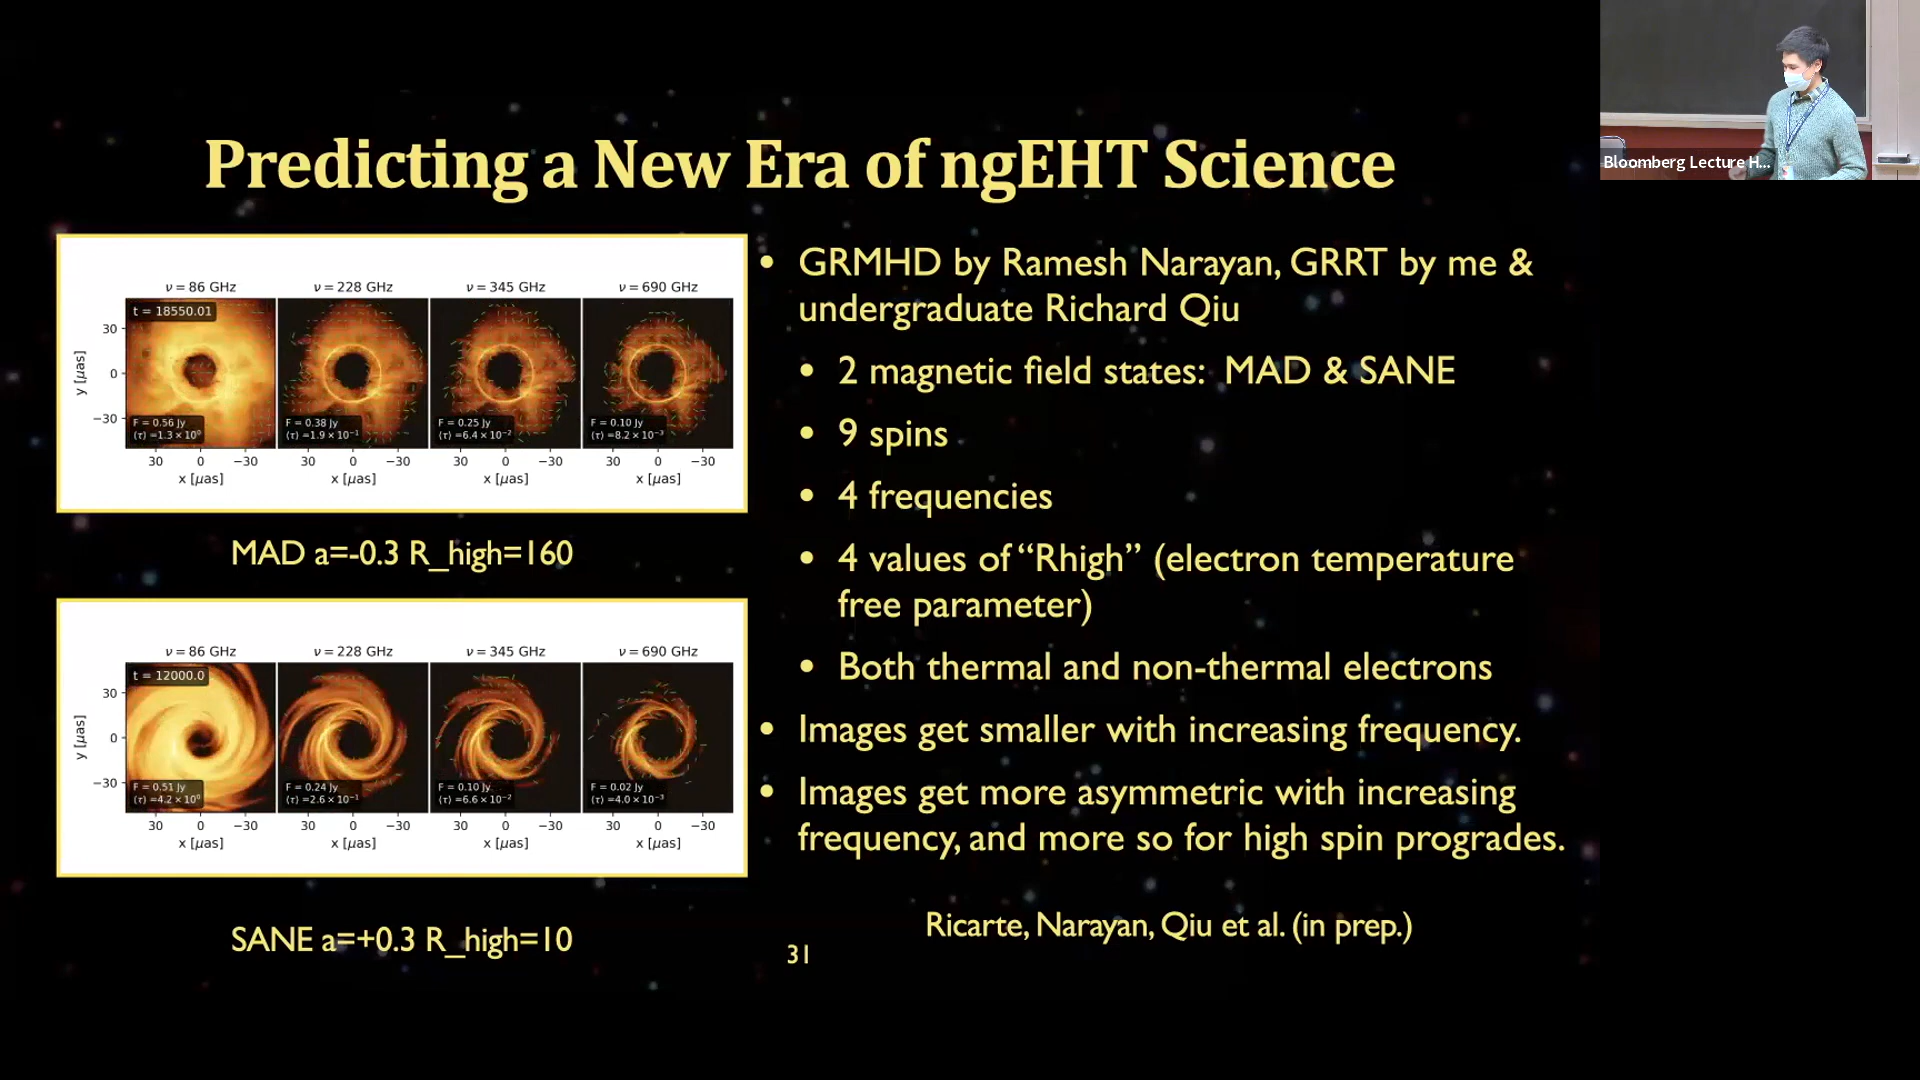 Bloomberg Lecture H...
Predicting a New Era of ngEHT Science
ν = 86 GHz ν = 228 GHz ν = 345 GHz ν = 690 GHz
t = 18550.01
y [μas]
30
0
−30
F = 0.56 Jy F = 0.38 Jy F = 0.25 Jy F = 0.10 Jy
⟨τ⟩ =1.3 × 10⁰ ⟨τ⟩ =1.9 × 10⁻¹ ⟨τ⟩ =6.4 × 10⁻² ⟨τ⟩ =8.2 × 10⁻³
30 0 −30 30 0 −30 30 0 −30 30 0 −30
x [μas] x [μas] x [μas] x [μas]
MAD a=-0.3 R_high=160
ν = 86 GHz ν = 228 GHz ν = 345 GHz ν = 690 GHz
t = 12000.0
y [μas]
30
0
−30
F = 0.51 Jy F = 0.24 Jy F = 0.10 Jy F = 0.02 Jy
⟨τ⟩ =4.2 × 10⁰ ⟨τ⟩ =2.6 × 10⁻¹ ⟨τ⟩ =6.6 × 10⁻² ⟨τ⟩ =4.0 × 10⁻³
30 0 −30 30 0 −30 30 0 −30 30 0 −30
x [μas] x [μas] x [μas] x [μas]
SANE a=+0.3 R_high=10
• GRMHD by Ramesh Narayan, GRRT by me &
undergraduate Richard Qiu
• 2 magnetic field states: MAD & SANE
• 9 spins
• 4 frequencies
• 4 values of “Rhigh” (electron temperature
free parameter)
• Both thermal and non-thermal electrons
• Images get smaller with increasing frequency.
• Images get more asymmetric with increasing
frequency, and more so for high spin progrades.
Ricarte, Narayan, Qiu et al. (in prep.)
31